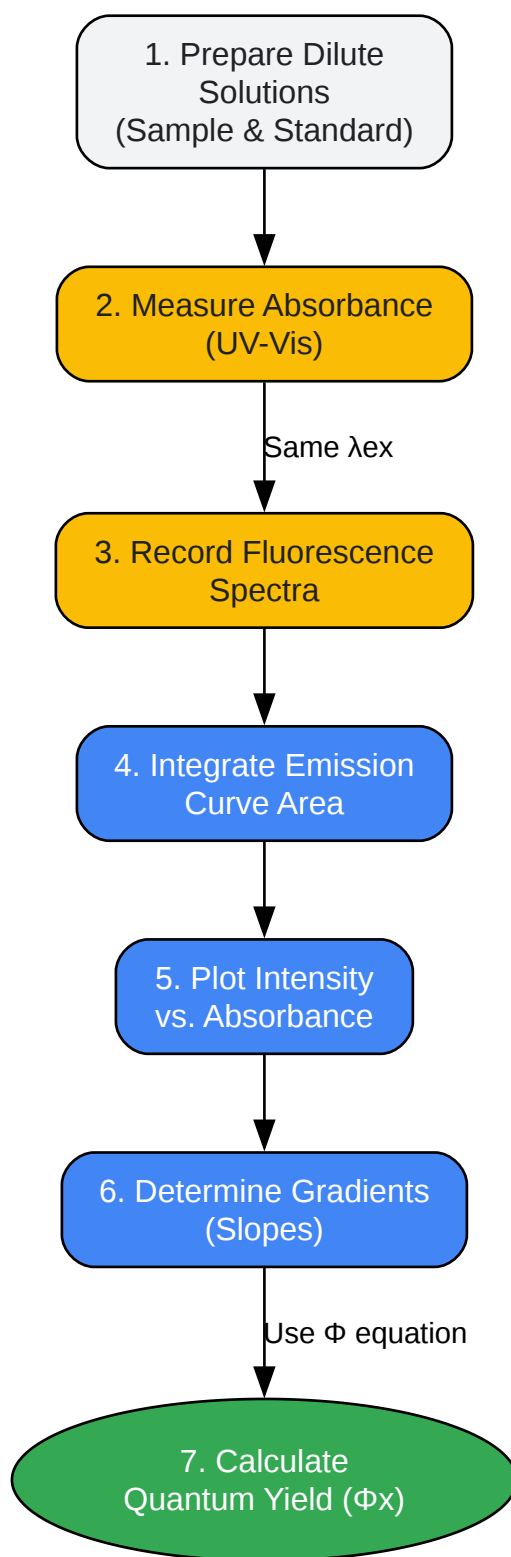 1. Prepare Dilute
Solutions
(Sample & Standard)
2. Measure Absorbance
(UV-Vis)
Same λex
3. Record Fluorescence
Spectra
4. Integrate Emission
Curve Area
5. Plot Intensity
vs. Absorbance
6. Determine Gradients
(Slopes)
Use Φ equation
7. Calculate
Quantum Yield (Φx)